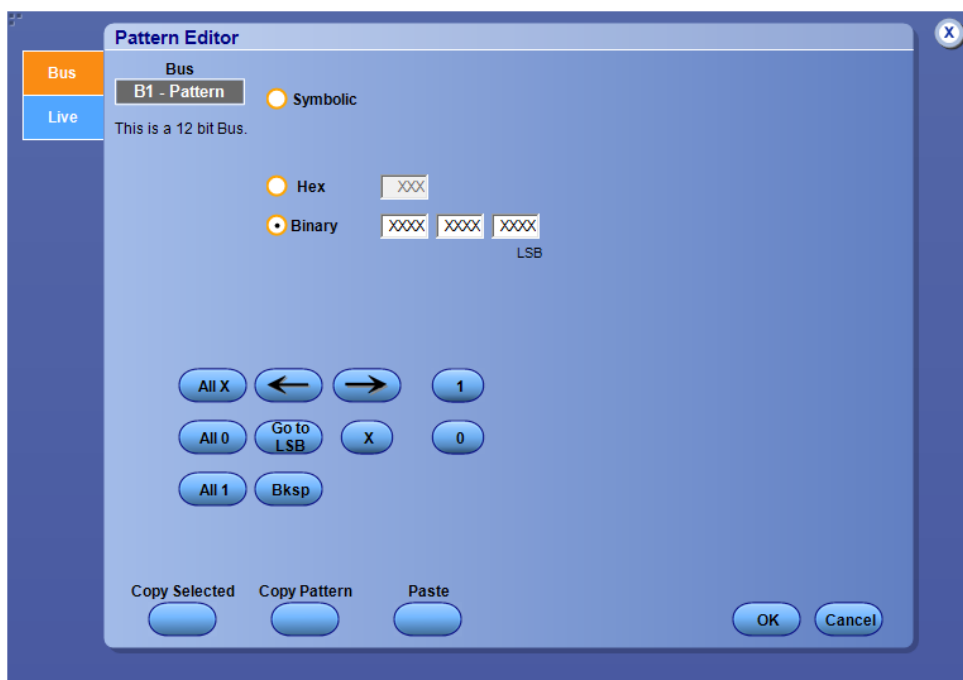 Pattern Editor
X
Bus
Live
Bus
B1 - Pattern
This is a 12 bit Bus.
Symbolic
Hex XXX
Binary XXXX XXXX XXXX
LSB
All X 1
All 0 Go to LSB X 0
All 1 Bksp
Copy Selected Copy Pattern Paste
OK Cancel